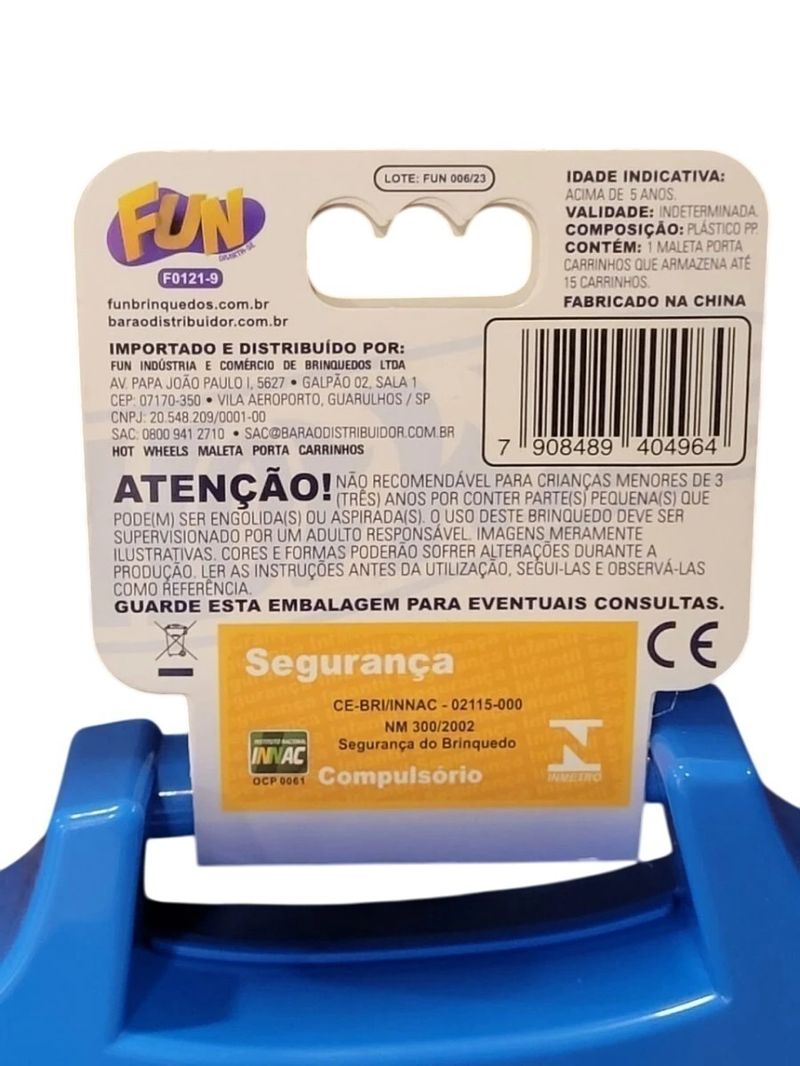 LOTE: FUN 006/23
FUN
DIVIRTA-SE
F0121-9
funbrinquedos.com.br
baraodistribuidor.com.br
IDADE INDICATIVA:
ACIMA DE 5 ANOS.
VALIDADE: INDETERMINADA.
COMPOSIÇÃO: PLÁSTICO PP.
CONTÉM: 1 MALETA PORTA
CARRINHOS QUE ARMAZENA ATÉ
15 CARRINHOS.
FABRICADO NA CHINA
IMPORTADO E DISTRIBUÍDO POR:
FUN INDÚSTRIA E COMÉRCIO DE BRINQUEDOS LTDA
AV. PAPA JOÃO PAULO I, 5627 • GALPÃO 02, SALA 1
CEP: 07170-350 • VILA AEROPORTO, GUARULHOS / SP
CNPJ: 20.548.209/0001-00
SAC: 0800 941 2710 • SAC@BARAODISTRIBUIDOR.COM.BR
HOT WHEELS MALETA PORTA CARRINHOS
7 908489 404964
ATENÇÃO! NÃO RECOMENDÁVEL PARA CRIANÇAS MENORES DE 3
(TRÊS) ANOS POR CONTER PARTE(S) PEQUENA(S) QUE
PODE(M) SER ENGOLIDA(S) OU ASPIRADA(S). O USO DESTE BRINQUEDO DEVE SER
SUPERVISIONADO POR UM ADULTO RESPONSÁVEL. IMAGENS MERAMENTE
ILUSTRATIVAS. CORES E FORMAS PODERÃO SOFRER ALTERAÇÕES DURANTE A
PRODUÇÃO. LER AS INSTRUÇÕES ANTES DA UTILIZAÇÃO, SEGUI-LAS E OBSERVÁ-LAS
COMO REFERÊNCIA.
GUARDE ESTA EMBALAGEM PARA EVENTUAIS CONSULTAS.
CE
Segurança
CE-BRI/INNAC - 02115-000
NM 300/2002
Segurança do Brinquedo
INSTITUTO NACIONAL
INNAC
OCP 0061
Compulsório
INMETRO